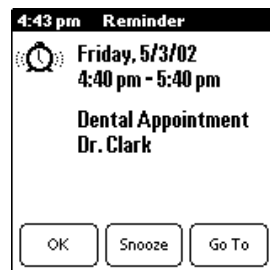 4:43 pm Reminder
Friday, 5/3/02
4:40 pm - 5:40 pm
Dental Appointment
Dr. Clark
OK Snooze Go To